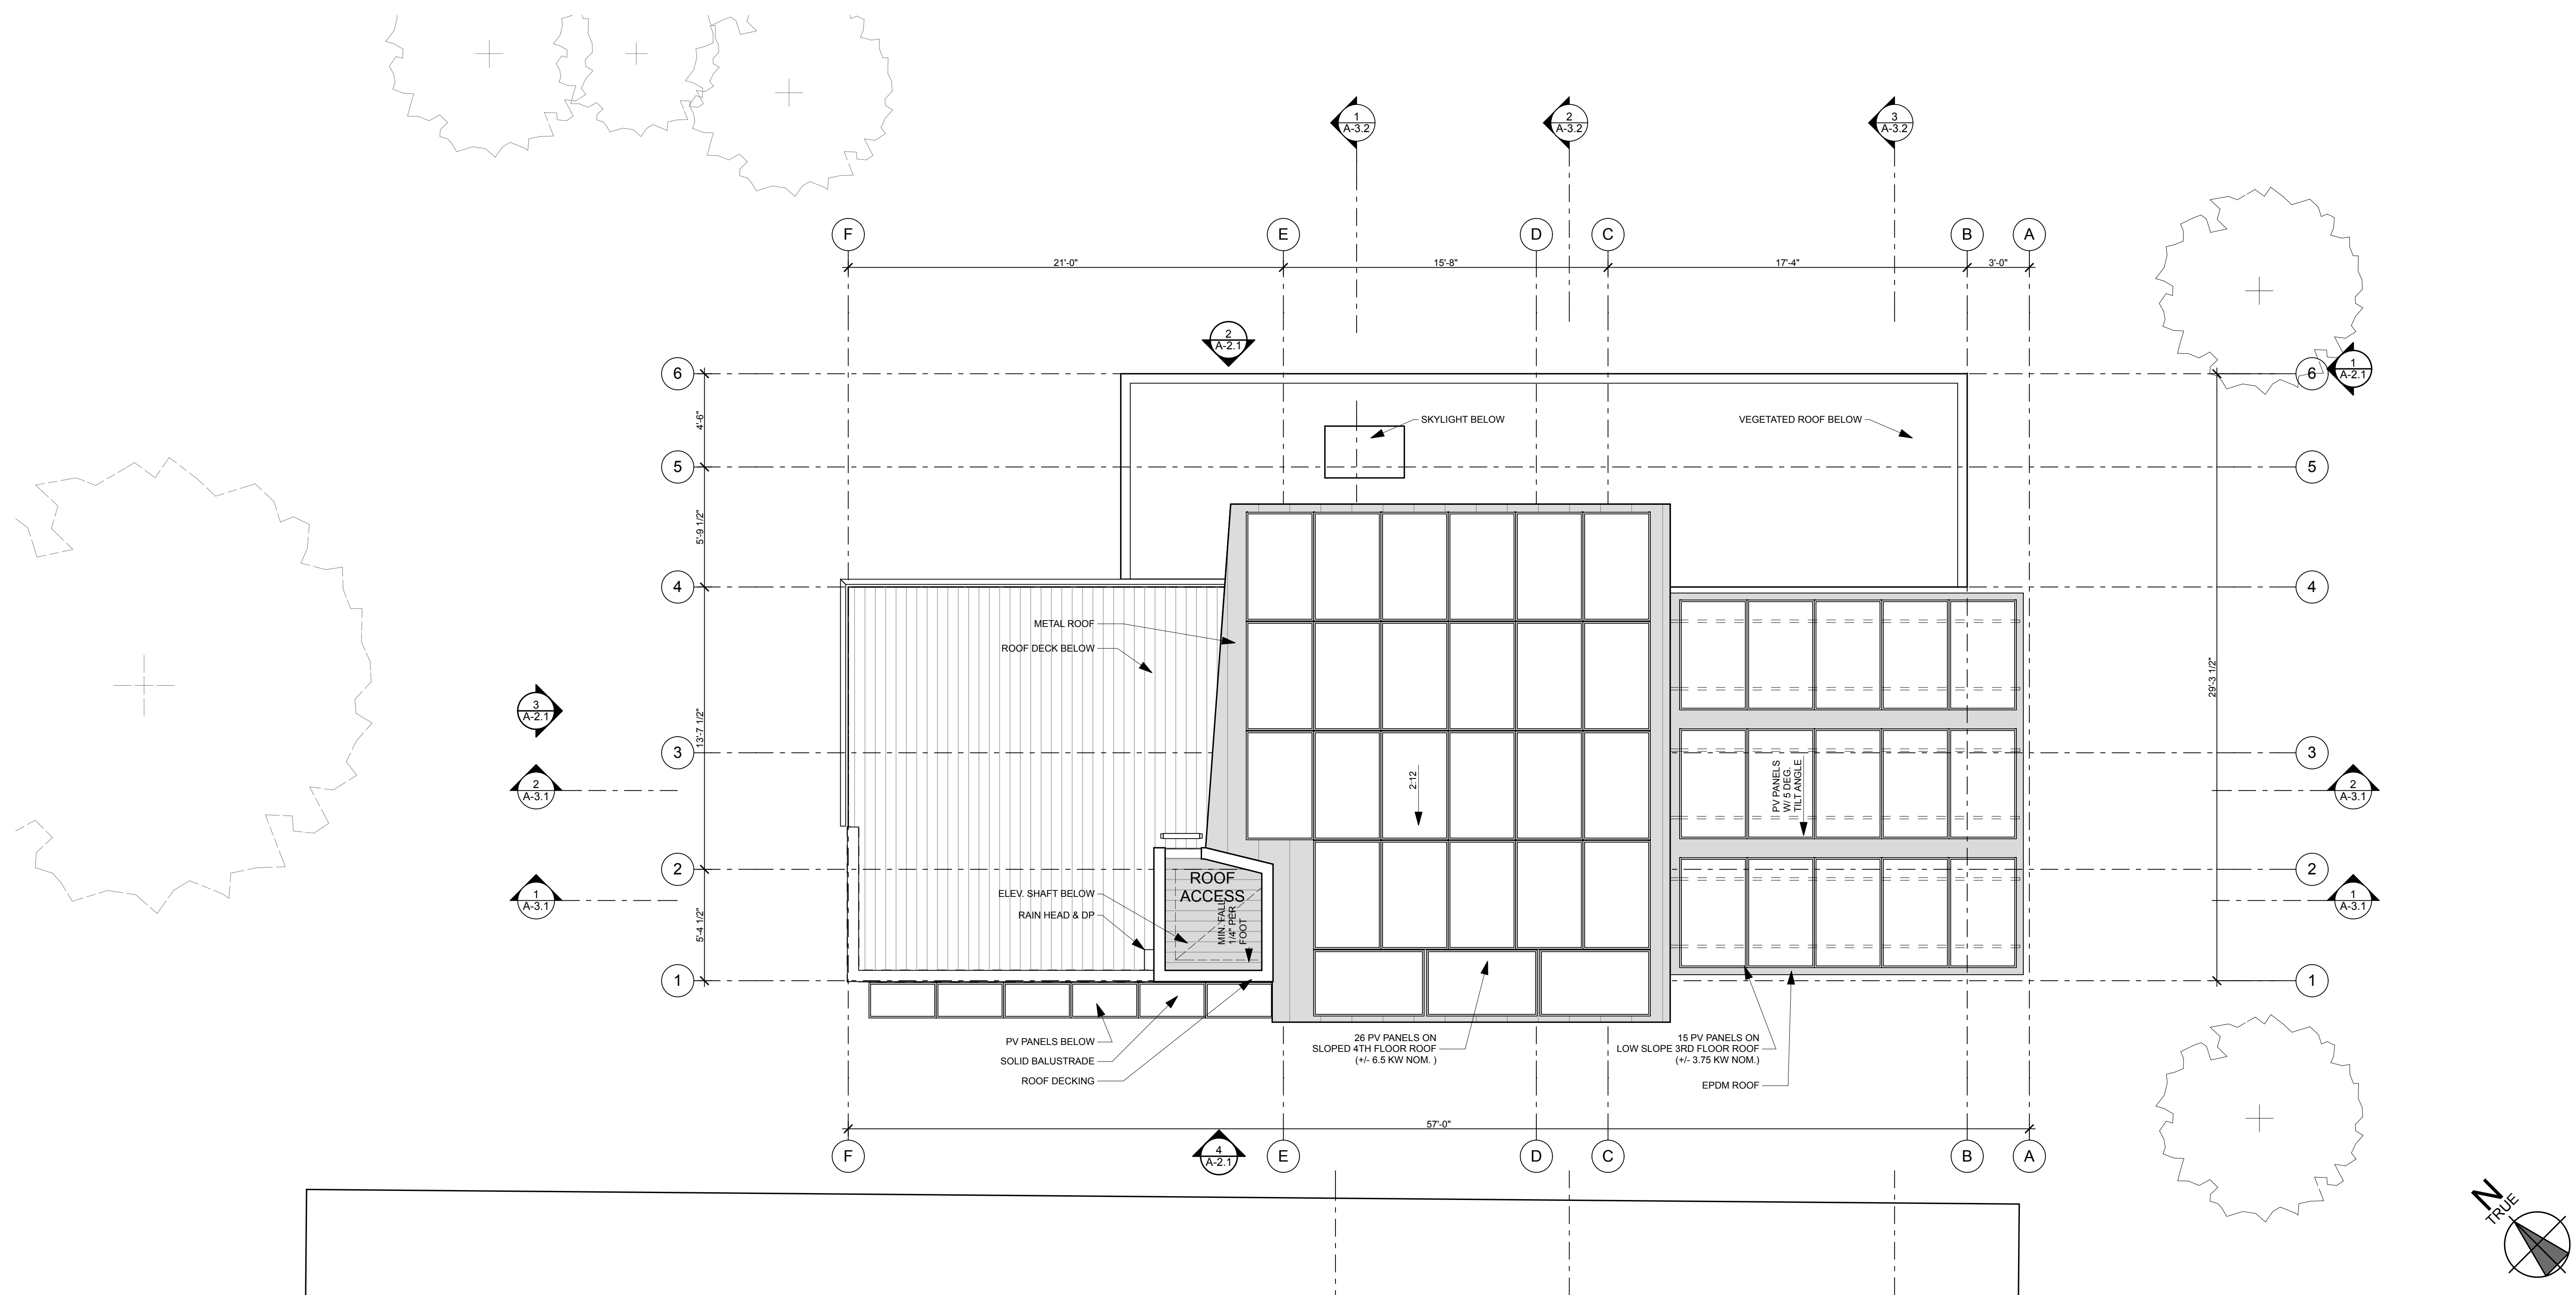 1
A-3.2
2
A-3.2
3
A-3.2
F
E
D
C
B
A
21'-0"
15'-8"
17'-4"
3'-0"
2
A-2.1
6
6
1
A-2.1
4'-6"
SKYLIGHT BELOW
VEGETATED ROOF BELOW
5
5
5'-9 1/2"
4
4
METAL ROOF
ROOF DECK BELOW
29'-3 1/2"
3
A-2.1
13'-7 1/2"
3
3
2
A-3.1
2:12
PV PANELS
W/ 5 DEG.
TILT ANGLE
2
A-3.1
2
2
ROOF
ACCESS
ELEV. SHAFT BELOW
RAIN HEAD & DP
MIN. FALL
1/4" PER
FOOT
1
A-3.1
1
A-3.1
5'-4 1/2"
1
1
PV PANELS BELOW
SOLID BALUSTRADE
ROOF DECKING
26 PV PANELS ON
SLOPED 4TH FLOOR ROOF
(+/- 6.5 KW NOM. )
15 PV PANELS ON
LOW SLOPE 3RD FLOOR ROOF
(+/- 3.75 KW NOM.)
EPDM ROOF
57'-0"
F
4
A-2.1
E
D
C
B
A
N
TRUE